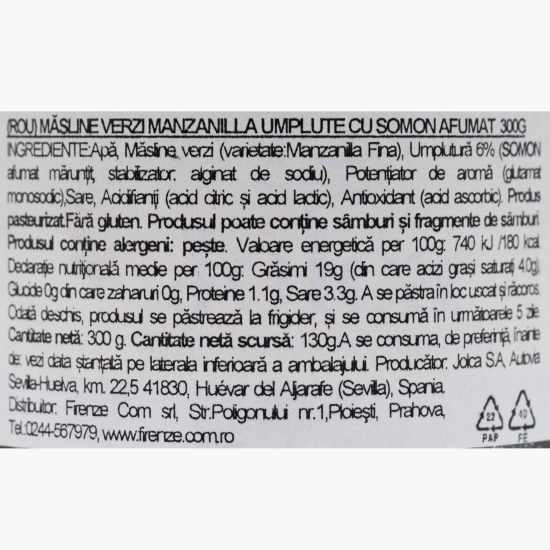 (ROU) MĂSLINE VERZI MANZANILLA UMPLUTE CU SOMON AFUMAT 300G
INGREDIENTE:Apă, Măsline, verzi (varietate:Manzanilla Fina), Umplutură 6% (SOMON
afumat mărunțit, stabilizator: alginat de sodiu), Potențiator de aromă (glutamat
monosodic),Sare, Acidifianți (acid citric și acid lactic), Antioxidant (acid ascorbic). Produs
pasteurizat.Fără gluten. Produsul poate conține sâmburi și fragmente de sâmburi.
Produsul conține alergeni: pește. Valoare energetică per 100g: 740 kJ /180 kcal.
Declarație nutrițională medie per 100g: Grăsimi 19g (din care acizi grași saturați 4.0g),
Glucide 0g din care zaharuri 0g, Proteine 1.1g, Sare 3.3g. A se păstra în loc uscat și răcoros.
Odată deschis, produsul se păstrează la frigider, și se consumă în următoarele 5 zile.
Cantitate netă: 300 g. Cantitate netă scursă: 130g.A se consuma, de preferință, înainte
de: vezi data ștanțată pe laterala inferioară a ambalajului. Producător: Jolca S.A, Autovia
Sevilla-Huelva, km. 22,5 41830, Huévar del Aljarafe (Sevilla), Spania.
Distribuitor: Firenze Com srl, Str.Poligonului nr.1,Ploiești, Prahova,
Tel.:0244-567979, www.firenze.com.ro
22 PAP
40 FE